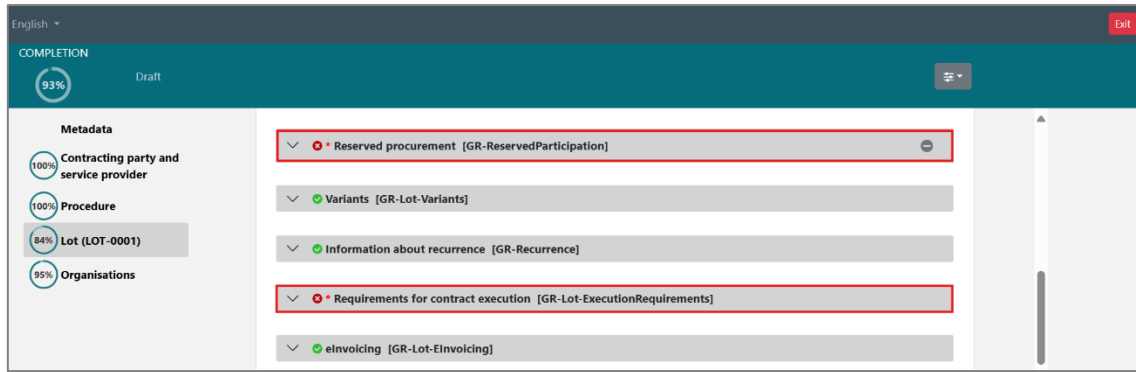 English
Exit
COMPLETION
93%
Draft
Metadata
100% Contracting party and
service provider
100% Procedure
84% Lot (LOT-0001)
95% Organisations
* Reserved procurement [GR-ReservedParticipation]
Variants [GR-Lot-Variants]
Information about recurrence [GR-Recurrence]
* Requirements for contract execution [GR-Lot-ExecutionRequirements]
eInvoicing [GR-Lot-EInvoicing]